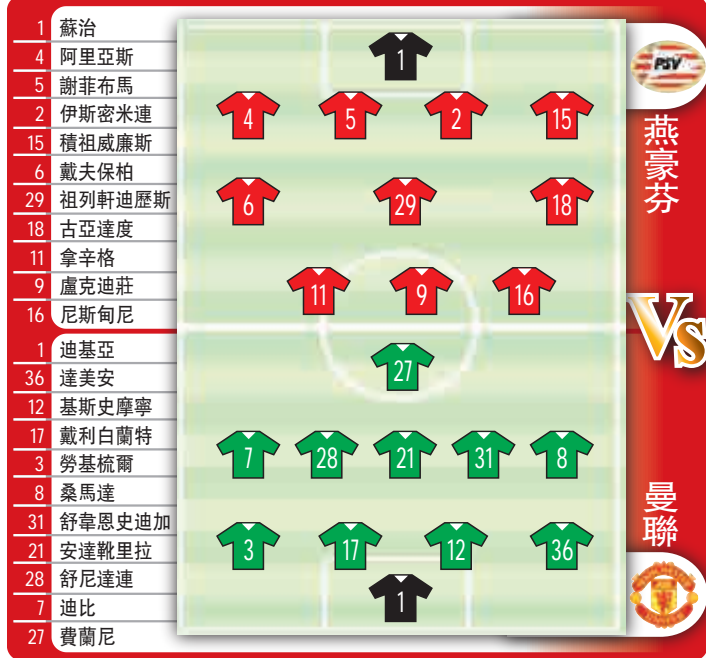 1 蘇治
4 阿里亞斯
5 謝菲布馬
2 伊斯密米連
15 積祖威廉斯
6 戴夫保柏
29 祖列軒迪歷斯
18 古亞達度
11 拿辛格
9 盧克迪莊
16 尼斯甸尼
1 迪基亞
36 達美安
12 基斯史摩寧
17 戴利白蘭特
3 勞基梳爾
8 桑馬達
31 舒韋恩史迪加
21 安達靴里拉
28 舒尼達連
7 迪比
27 費蘭尼
1
4 5 2 15
6 29 18
11 9 16
27
7 28 21 31 8
3 17 12 36
1
PSV
燕豪芬
Vs
曼聯